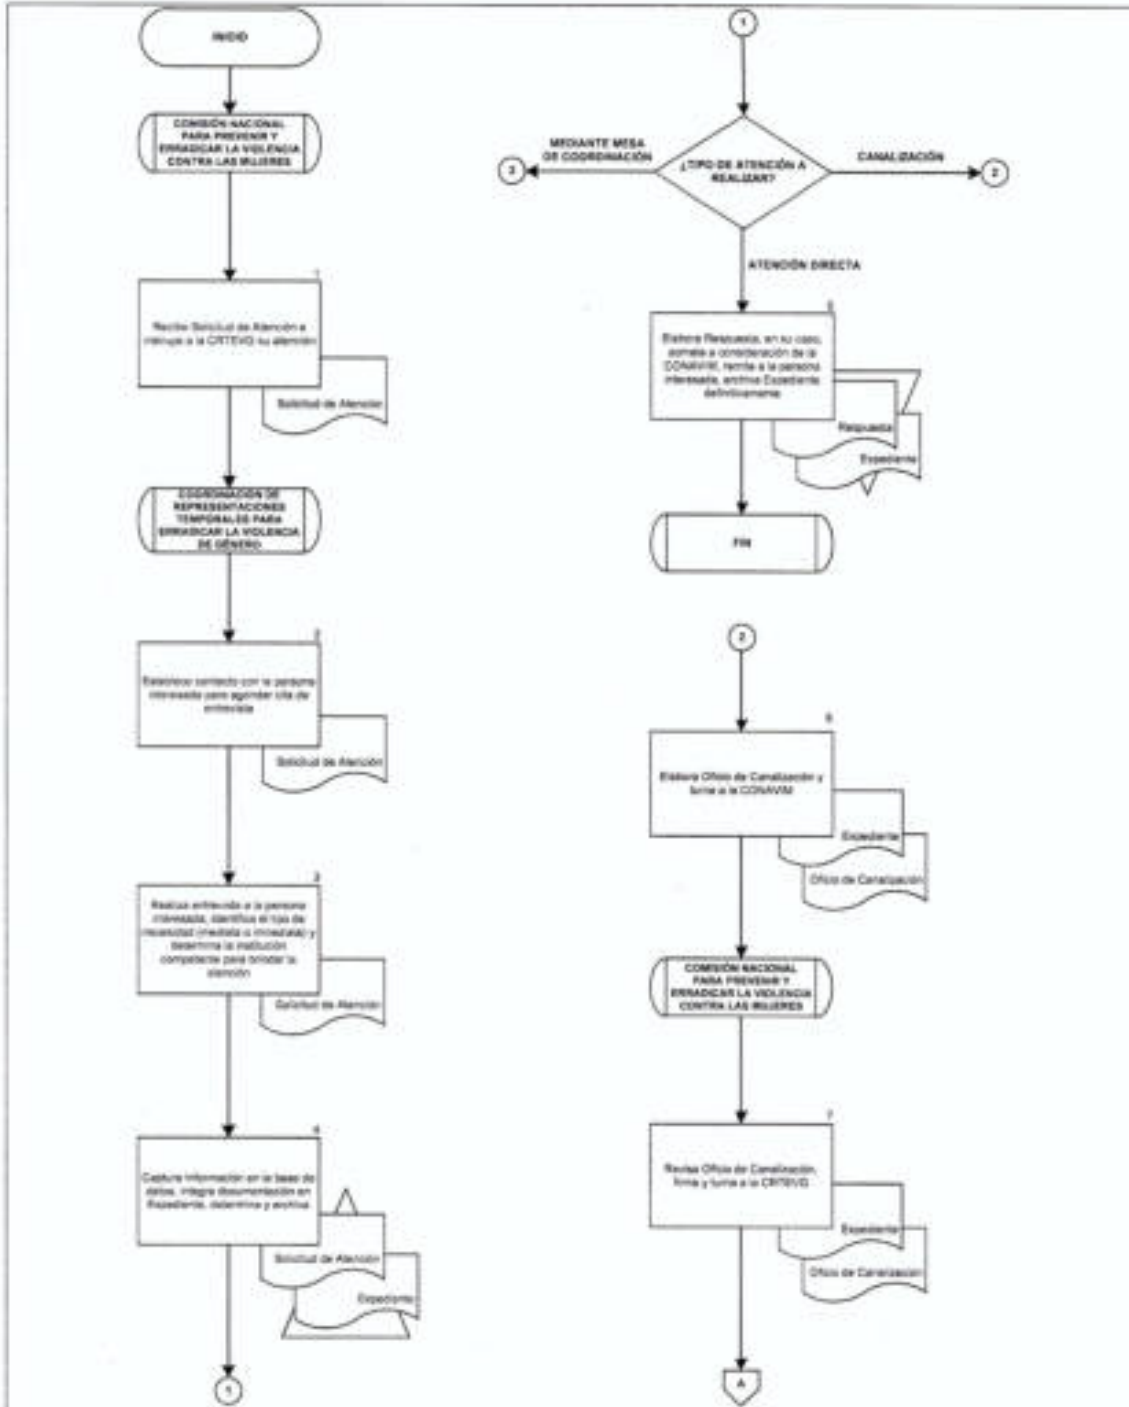 INICIO
COMISIÓN NACIONAL
PARA PREVENIR Y
ERRADICAR LA VIOLENCIA
CONTRA LAS MUJERES
1
Recibe Solicitud de Atención e
instruye a la CRTEVG su atención
Solicitud de Atención
COORDINACIÓN DE
REPRESENTACIONES
TEMPORALES PARA
ERRADICAR LA VIOLENCIA
DE GÉNERO
2
Establece contacto con la persona
interesada para agendar cita de
entrevista
Solicitud de Atención
3
Realiza entrevista a la persona
interesada, identifica el tipo de
necesidad (mediata o inmediata) y
determina la institución
competente para brindar la
atención
Solicitud de Atención
4
Captura información en la base de
datos, integra documentación en
Expediente, determina y archiva
Solicitud de Atención
Expediente
1
1
¿TIPO DE ATENCIÓN A
REALIZAR?
MEDIANTE MESA
DE COORDINACIÓN
3
CANALIZACIÓN
2
ATENCIÓN DIRECTA
5
Elabora Respuesta, en su caso,
somete a consideración de la
CONAVIM, remite a la persona
interesada, archiva Expediente
definitivamente
Respuesta
Expediente
FIN
2
6
Elabora Oficio de Canalización y
turna a la CONAVIM
Expediente
Oficio de Canalización
COMISIÓN NACIONAL
PARA PREVENIR Y
ERRADICAR LA VIOLENCIA
CONTRA LAS MUJERES
7
Revisa Oficio de Canalización,
firma y turna a la CRTEVG
Expediente
Oficio de Canalización
A